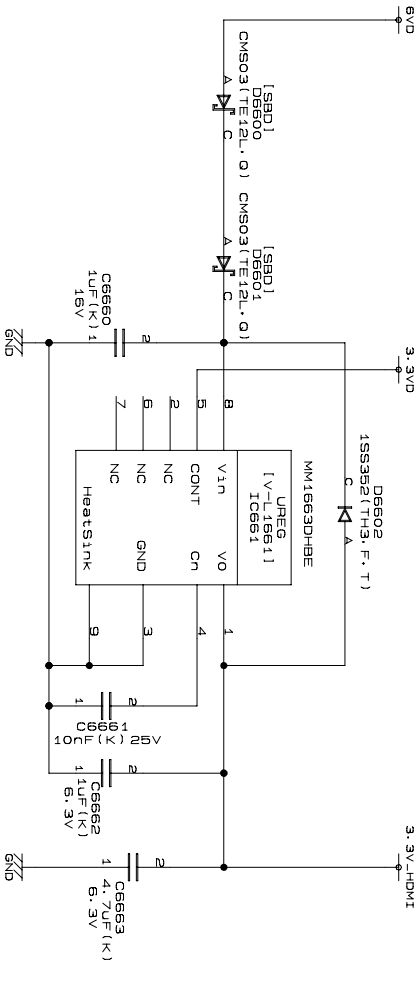 6VD
3.3VD
3.3V_HDMI
D6602
1SS352(TH3,F,T)
C
A
[SBD]
D6600
CMS03(TE12L,Q)
A
C
[SBD]
D6601
CMS03(TE12L,Q)
A
C
MM1663DHBE
UREG
[V-L1661]
IC661
8
Vin
VO
1
5
CONT
Cn
4
2
NC
6
NC
GND
3
7
NC
HeatSink
9
C6660
1uF(K)
16V
2
1
GND
C6661
10nF(K) 25V
2
1
C6662
1uF(K)
6.3V
2
1
C6663
4.7uF(K)
6.3V
2
1
GND